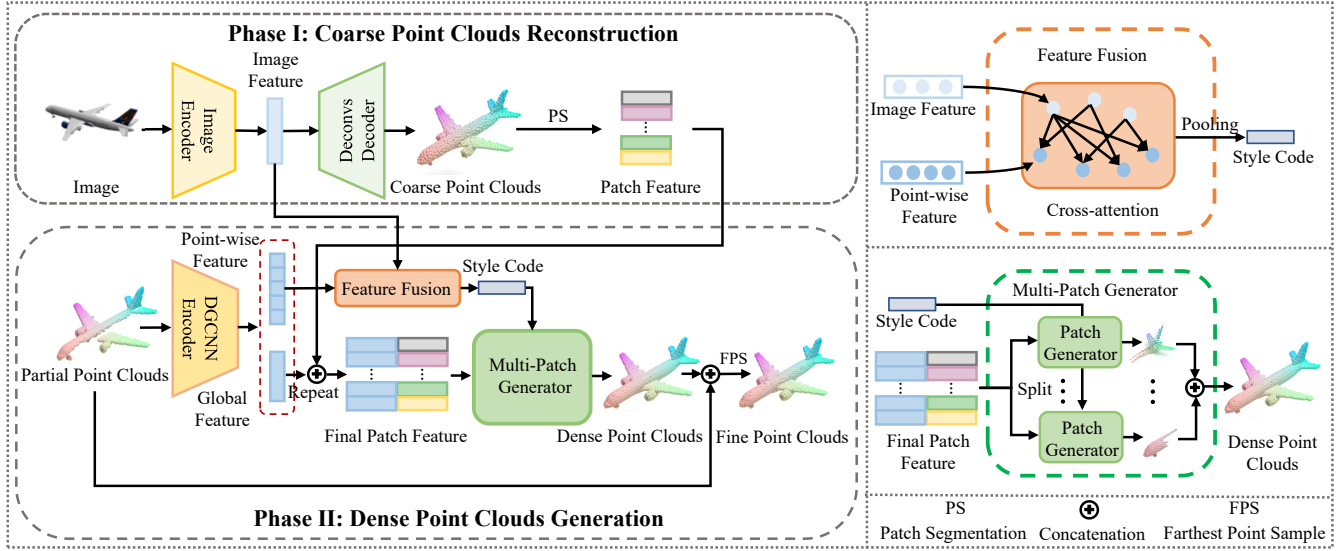 Phase I: Coarse Point Clouds Reconstruction
Image
Feature
Image
Encoder
Deconvs
Decoder
PS
Image
Coarse Point Clouds
Patch Feature
Point-wise
Feature
DGCNN
Encoder
Feature Fusion
Style Code
Partial Point Clouds
Global
Feature
Repeat
Final Patch Feature
Multi-Patch
Generator
Dense Point Clouds
FPS
Fine Point Clouds
Phase II: Dense Point Clouds Generation
Feature Fusion
Image Feature
Point-wise
Feature
Cross-attention
Pooling
Style Code
Multi-Patch Generator
Style Code
Patch
Generator
Split
Patch
Generator
Final Patch
Feature
Dense Point
Clouds
PS
FPS
Patch Segmentation
Concatenation
Farthest Point Sample